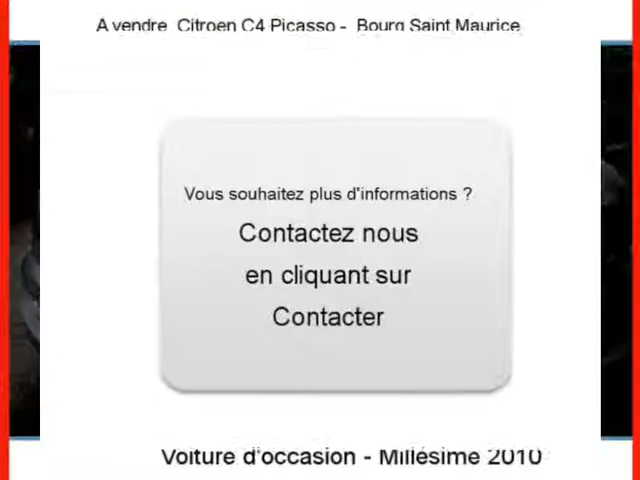 A vendre Citroen C4 Picasso - Bourg Saint Maurice
Vous souhaitez plus d'informations ?
Contactez nous
en cliquant sur
Contacter
Voiture d'occasion - Millésime 2010